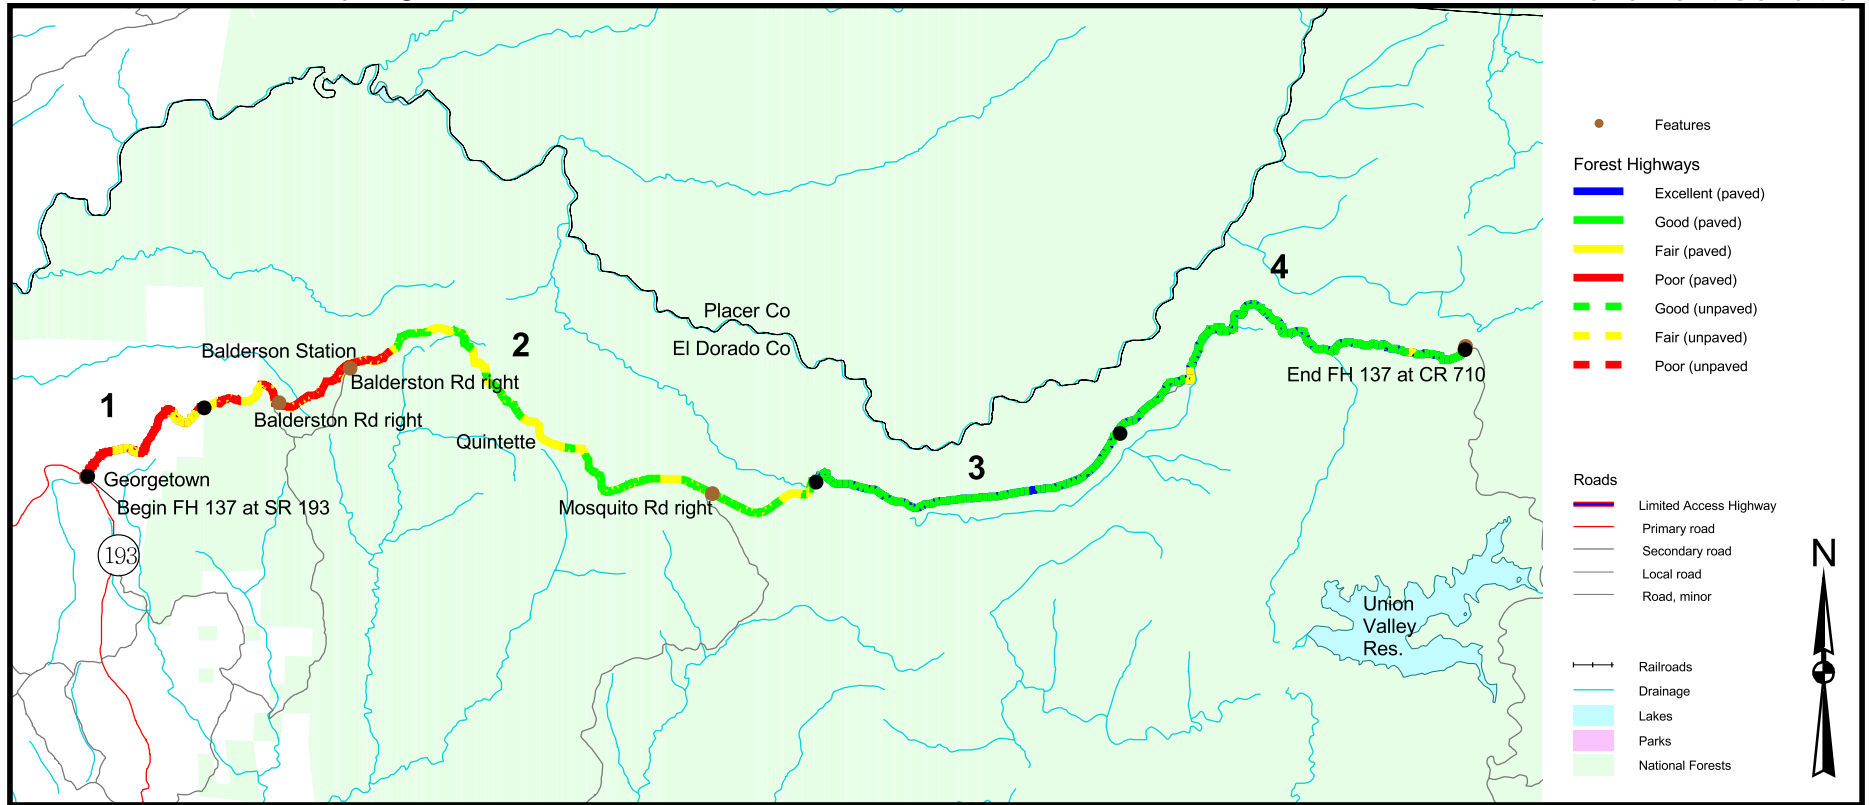 Placer Co
El Dorado Co
4
2
Balderson Station
Balderston Rd right
End FH 137 at CR 710
1
Balderston Rd right
Quintette
3
Georgetown
Begin FH 137 at SR 193
Mosquito Rd right
193
Union
Valley
Res.
Features
Forest Highways
Excellent (paved)
Good (paved)
Fair (paved)
Poor (paved)
Good (unpaved)
Fair (unpaved)
Poor (unpaved
Roads
Limited Access Highway
Primary road
Secondary road
Local road
Road, minor
Railroads
Drainage
Lakes
Parks
National Forests
N